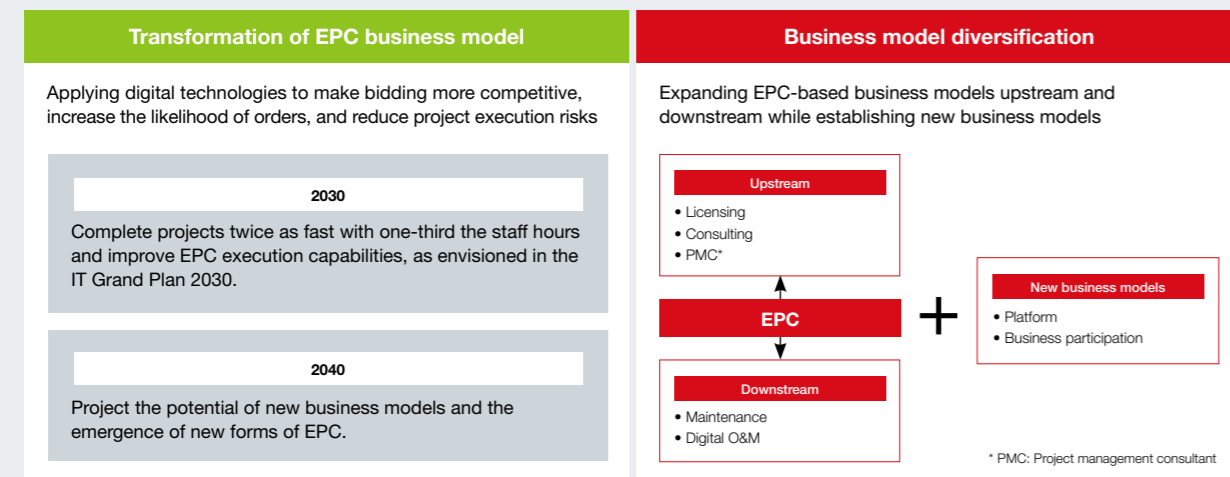 Transformation of EPC business model
Applying digital technologies to make bidding more competitive,
increase the likelihood of orders, and reduce project execution risks
2030
Complete projects twice as fast with one-third the staff hours
and improve EPC execution capabilities, as envisioned in the
IT Grand Plan 2030.
2040
Project the potential of new business models and the
emergence of new forms of EPC.
Business model diversification
Expanding EPC-based business models upstream and
downstream while establishing new business models
Upstream
• Licensing
• Consulting
• PMC*
EPC
Downstream
• Maintenance
• Digital O&M
+
New business models
• Platform
• Business participation
* PMC: Project management consultant